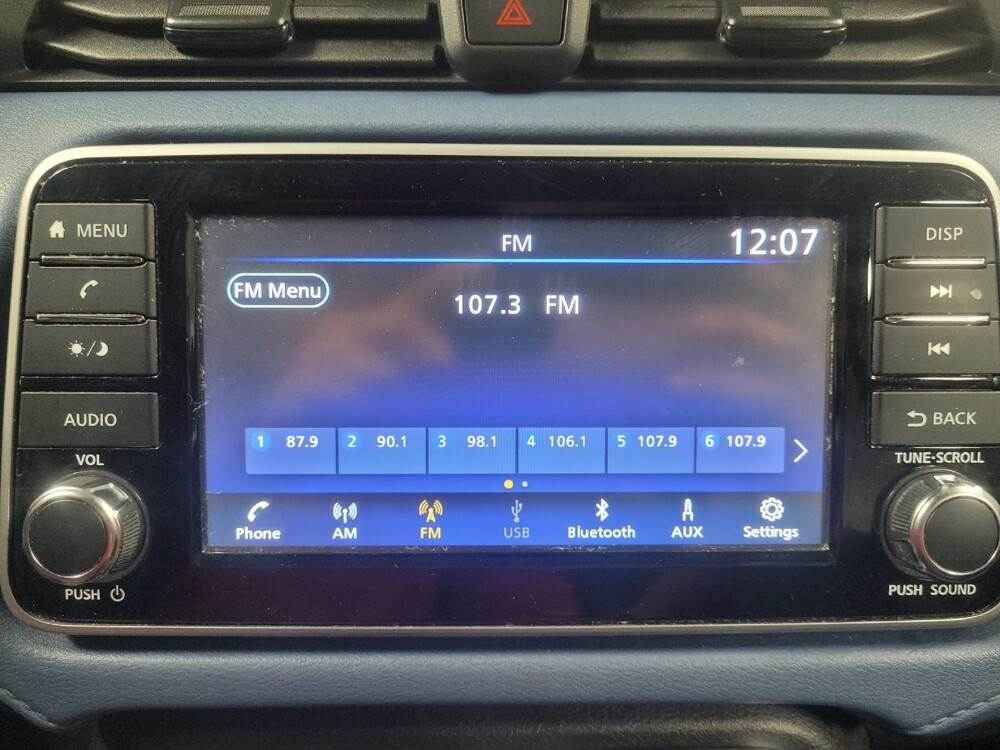 MENU
AUDIO
VOL
PUSH
FM
12:07
FM Menu
107.3 FM
1 87.9
2 90.1
3 98.1
4 106.1
5 107.9
6 107.9
Phone
AM
FM
USB
Bluetooth
AUX
Settings
DISP
BACK
TUNE•SCROLL
PUSH SOUND